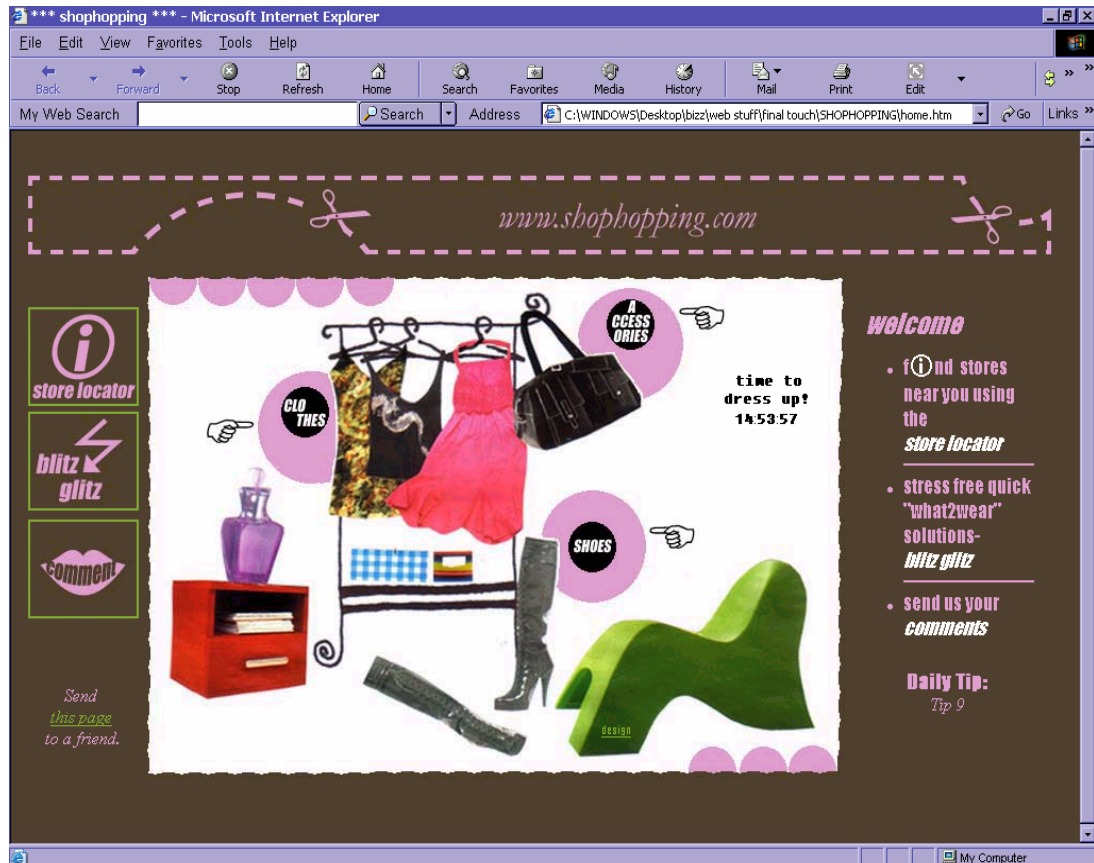 *** shophopping *** - Microsoft Internet Explorer
File Edit View Favorites Tools Help
Back Forward Stop Refresh Home Search Favorites Media History Mail Print Edit »
My Web Search Search Address C:\WINDOWS\Desktop\bizz\web stuff\final touch\SHOPHOPPING\home.htm Go Links »
www.shophopping.com
store locator
blitz
glitz
comment
Send
this page
to a friend.
A
CCESS
ORIES
CLO
THES
SHOES
time to
dress up!
14:53:57
design
welcome
• find stores
near you using
the
store locator
• stress free quick
"what2wear"
solutions-
blitz glitz
• send us your
comments
Daily Tip:
Tip 9
My Computer